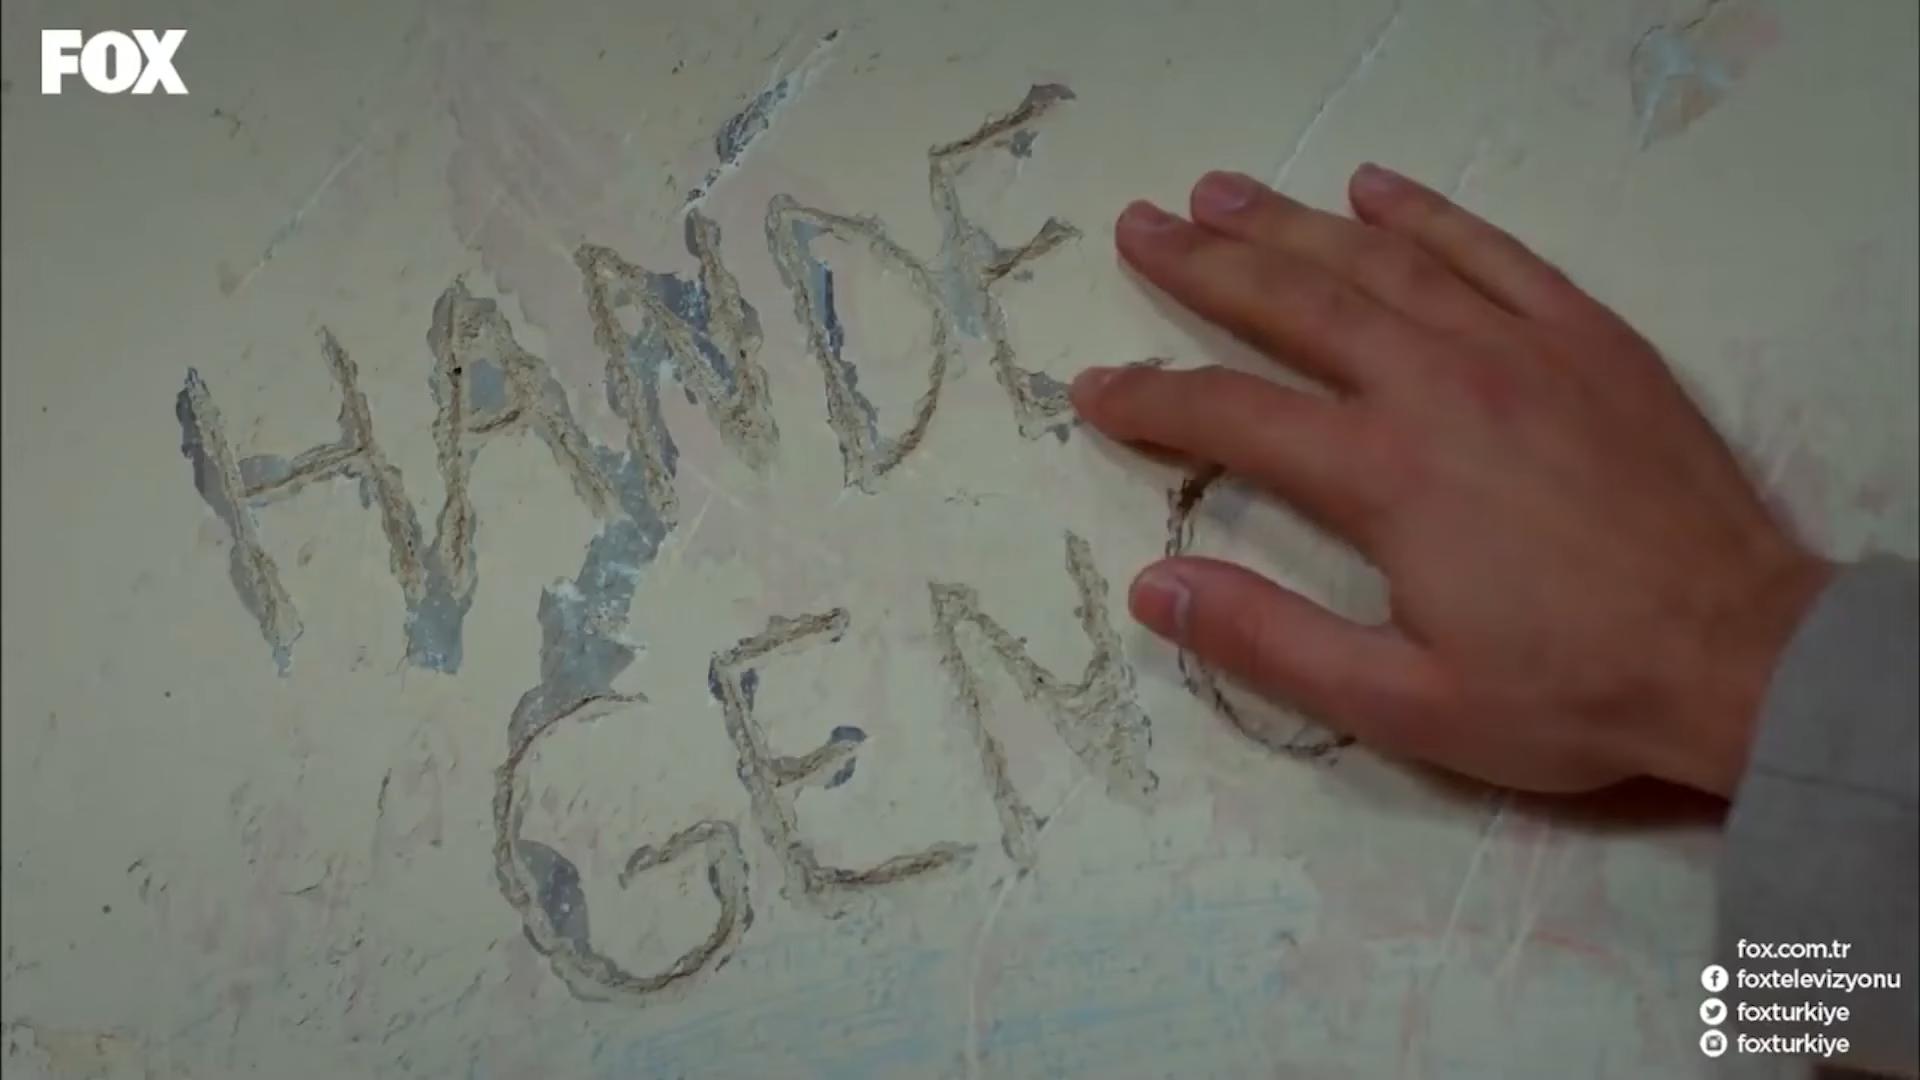 FOX
HANDE
GEN
fox.com.tr
foxtelevizyonu
foxturkiye
foxturkiye